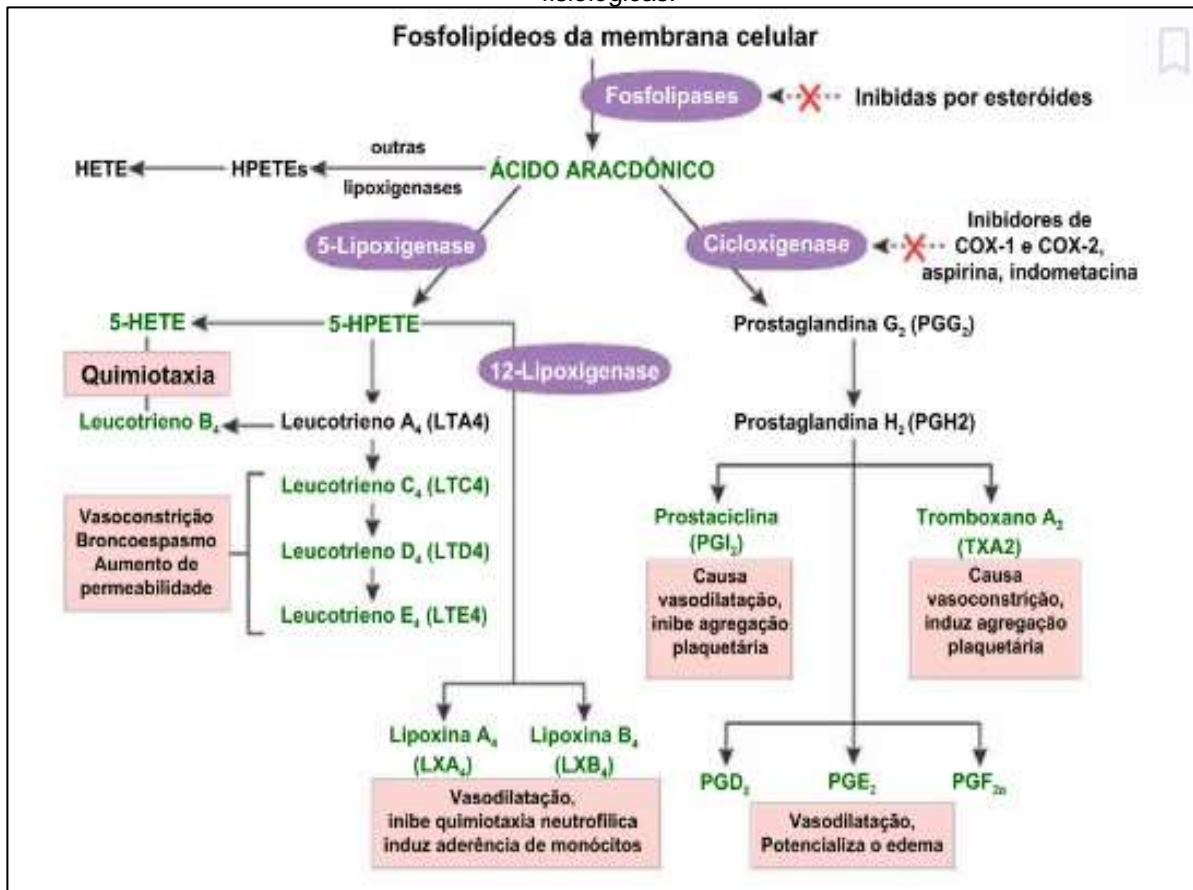 fisiológicas.
Fosfolipídeos da membrana celular
Fosfolipases
Inibidas por esteróides
HETE
HPETEs
outras
lipoxigenases
ÁCIDO ARACDÔNICO
5-Lipoxigenase
Cicloxigenase
Inibidores de
COX-1 e COX-2,
aspirina, indometacina
5-HETE
5-HPETE
Prostaglandina G₂ (PGG₂)
Quimiotaxia
12-Lipoxigenase
Leucotrieno B₄
Leucotrieno A₄ (LTA4)
Prostaglandina H₂ (PGH2)
Leucotrieno C₄ (LTC4)
Vasoconstrição
Broncoespasmo
Aumento de
permeabilidade
Leucotrieno D₄ (LTD4)
Leucotrieno E₄ (LTE4)
Prostaciclina
(PGI₂)
Causa
vasodilatação,
inibe agregação
plaquetária
Tromboxano A₂
(TXA2)
Causa
vasoconstrição,
induz agregação
plaquetária
Lipoxina A₄
(LXA₄)
Lipoxina B₄
(LXB₄)
Vasodilatação,
inibe quimiotaxia neutrofílica
induz aderência de monócitos
PGD₂
PGE₂
PGF₂α
Vasodilatação,
Potencializa o edema